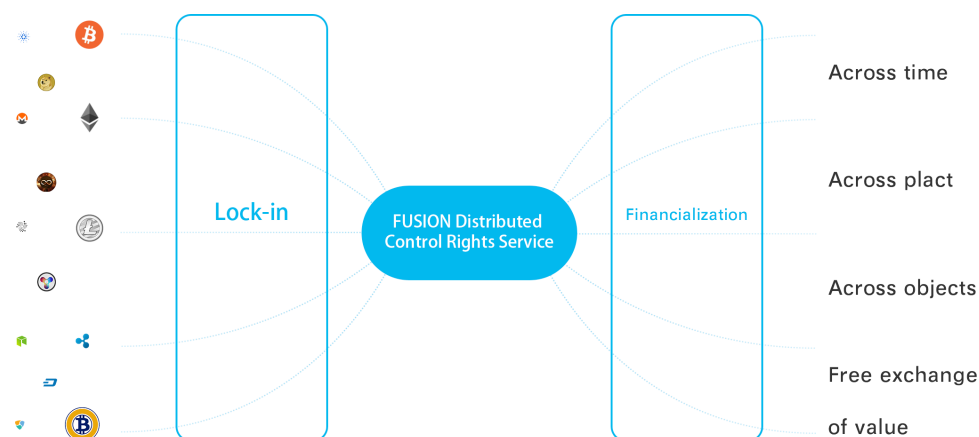 Lock-in
FUSION Distributed
Control Rights Service
Financialization
Across time
Across plact
Across objects
Free exchange
of value